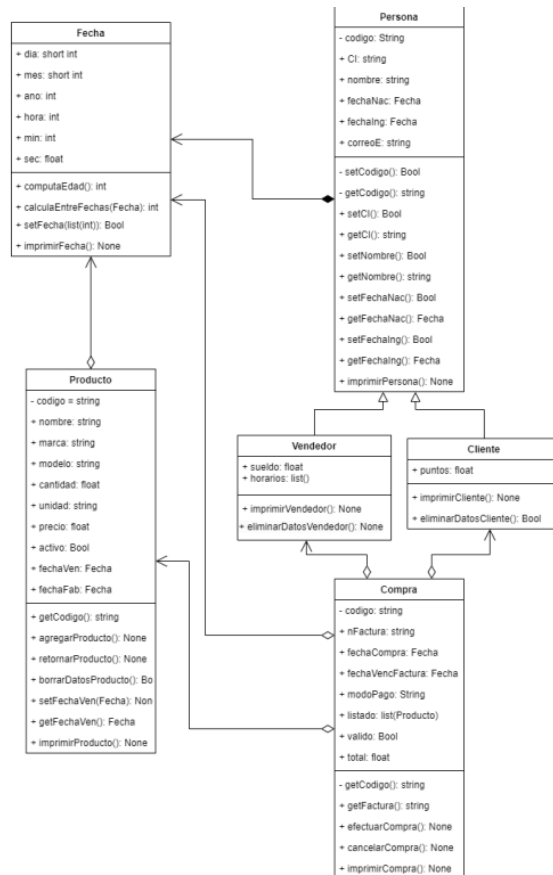 Fecha
+ dia: short int
+ mes: short int
+ ano: int
+ hora: int
+ min: int
+ sec: float
+ computaEdad(): int
+ calculaEntreFechas(Fecha): int
+ setFecha(list(int)): Bool
+ imprimirFecha(): None
Persona
- codigo: String
+ CI: string
+ nombre: string
+ fechaNac: Fecha
+ fechaIng: Fecha
+ correoE: string
- setCodigo(): Bool
- getCodigo(): string
+ setCI(): Bool
+ getCI(): string
+ setNombre(): Bool
+ getNombre(): string
+ setFechaNac(): Bool
+ getFechaNac(): Fecha
+ setFechaIng(): Bool
+ getFechaIng(): Fecha
+ imprimirPersona(): None
Producto
- codigo = string
+ nombre: string
+ marca: string
+ modelo: string
+ cantidad: float
+ unidad: string
+ precio: float
+ activo: Bool
+ fechaVen: Fecha
+ fechaFab: Fecha
+ getCodigo(): string
+ agregarProducto(): None
+ retornarProducto(): None
+ borrarDatosProducto(): Bo
+ setFechaVen(Fecha): Non
+ getFechaVen(): Fecha
+ imprimirProducto(): None
Vendedor
+ sueldo: float
+ horarios: list()
+ imprimirVendedor(): None
+ eliminarDatosVendedor(): None
Cliente
+ puntos: float
+ imprimirCliente(): None
+ eliminarDatosCliente(): Bool
Compra
- codigo: string
+ nFactura: string
+ fechaCompra: Fecha
+ fechaVencFactura: Fecha
+ modoPago: String
+ listado: list(Producto)
+ valido: Bool
+ total: float
- getCodigo(): string
+ getFactura(): string
+ efectuarCompra(): None
+ cancelarCompra(): None
+ imprimirCompra(): None